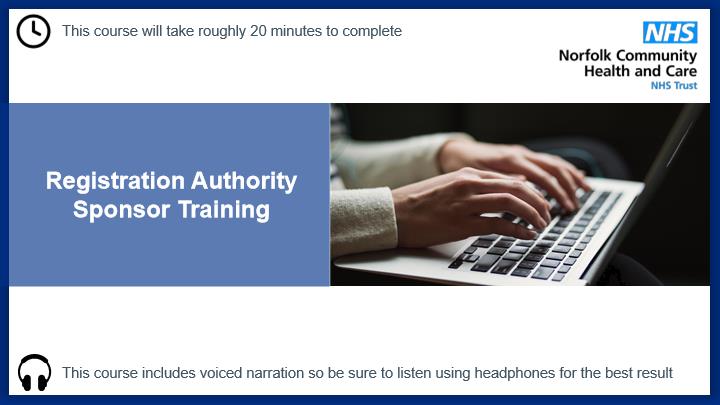 This course will take roughly 20 minutes to complete
NHS
Norfolk Community
Health and Care
NHS Trust
Registration Authority
Sponsor Training
This course includes voiced narration so be sure to listen using headphones for the best result